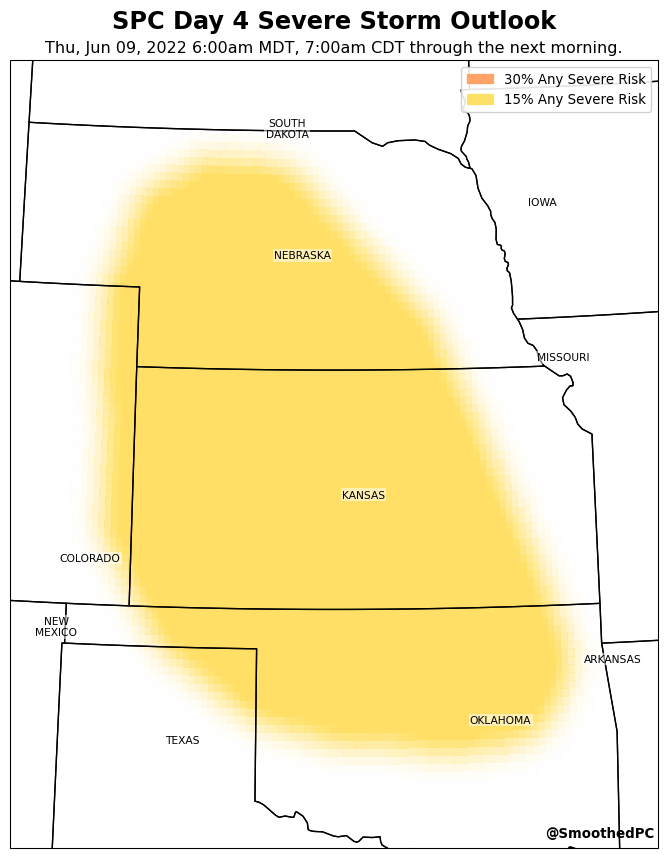 SPC Day 4 Severe Storm Outlook
Thu, Jun 09, 2022 6:00am MDT, 7:00am CDT through the next morning.
30% Any Severe Risk
15% Any Severe Risk
SOUTH
DAKOTA
IOWA
NEBRASKA
MISSOURI
KANSAS
COLORADO
NEW
MEXICO
ARKANSAS
OKLAHOMA
TEXAS
@SmoothedPC